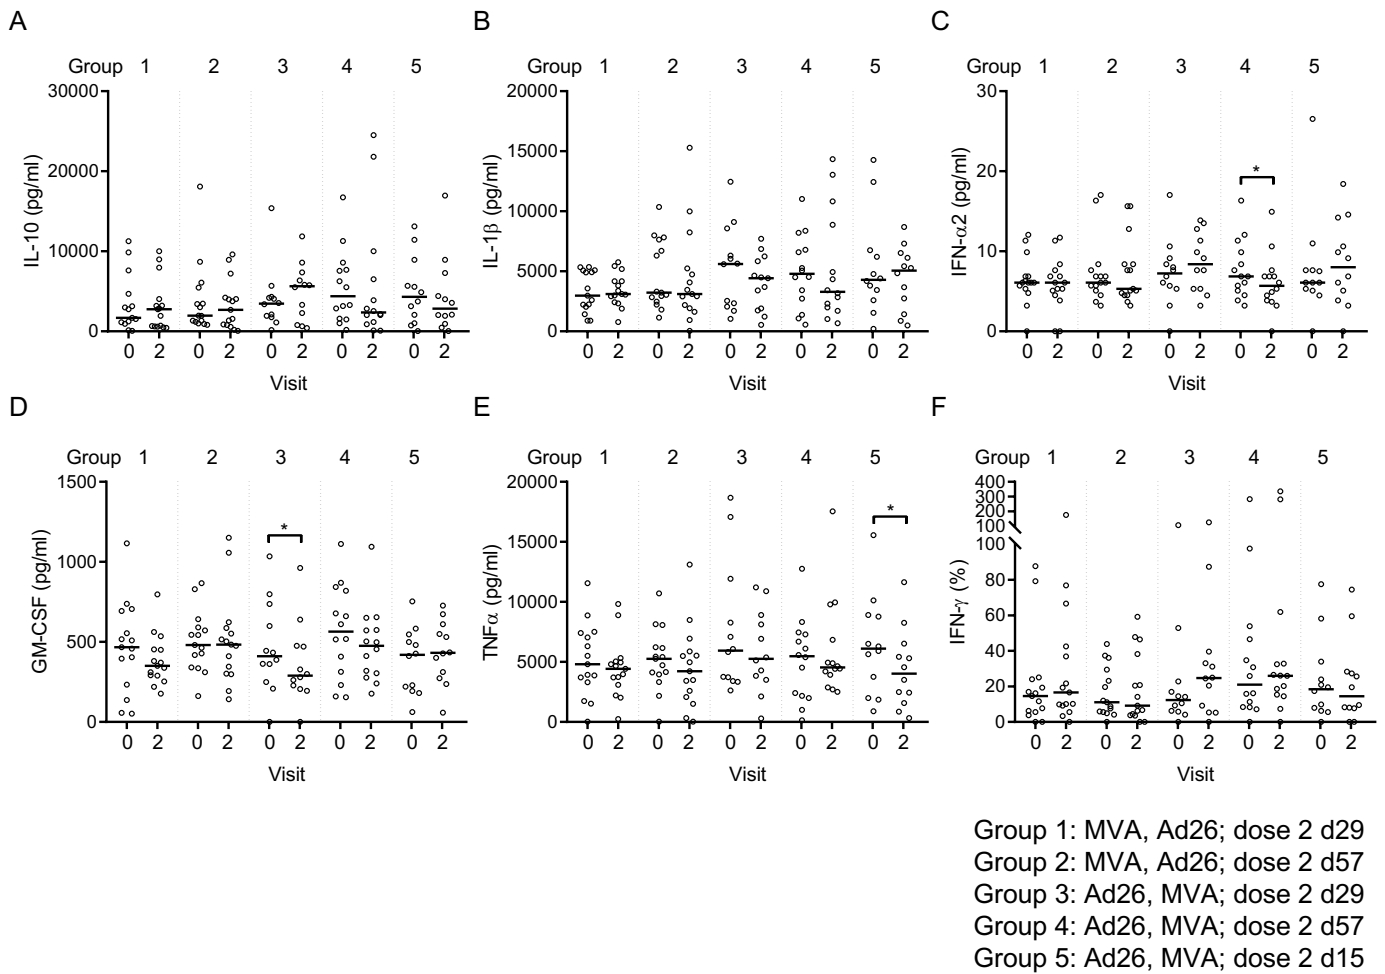 A
B
C
Group 1 2 3 4 5
Group 1 2 3 4 5
Group 1 2 3 4 5
IL-10 (pg/ml)
30000
20000
10000
0
0 2 0 2 0 2 0 2 0 2
Visit
IL-1β (pg/ml)
20000
15000
10000
5000
0
0 2 0 2 0 2 0 2 0 2
Visit
IFN-α2 (pg/ml)
30
20
10
0
*
0 2 0 2 0 2 0 2 0 2
Visit
D
E
F
Group 1 2 3 4 5
Group 1 2 3 4 5
Group 1 2 3 4 5
GM-CSF (pg/ml)
1500
1000
500
0
*
0 2 0 2 0 2 0 2 0 2
Visit
TNFα (pg/ml)
20000
15000
10000
5000
0
*
0 2 0 2 0 2 0 2 0 2
Visit
IFN-γ (%)
400
300
200
100
100
80
60
40
20
0
0 2 0 2 0 2 0 2 0 2
Visit
Group 1: MVA, Ad26; dose 2 d29
Group 2: MVA, Ad26; dose 2 d57
Group 3: Ad26, MVA; dose 2 d29
Group 4: Ad26, MVA; dose 2 d57
Group 5: Ad26, MVA; dose 2 d15